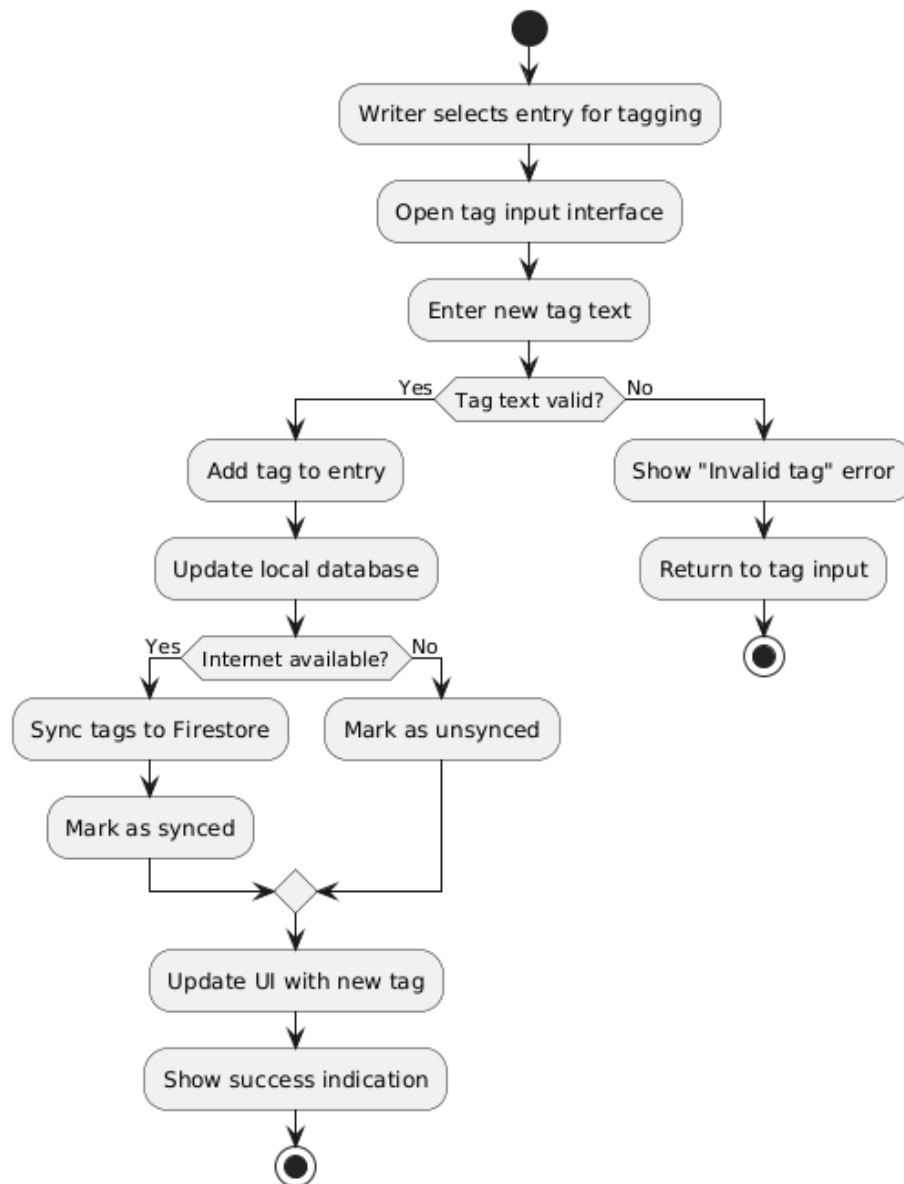 Writer selects entry for tagging
Open tag input interface
Enter new tag text
Yes
Tag text valid?
No
Add tag to entry
Show "Invalid tag" error
Update local database
Return to tag input
Yes
Internet available?
No
Sync tags to Firestore
Mark as unsynced
Mark as synced
Update UI with new tag
Show success indication